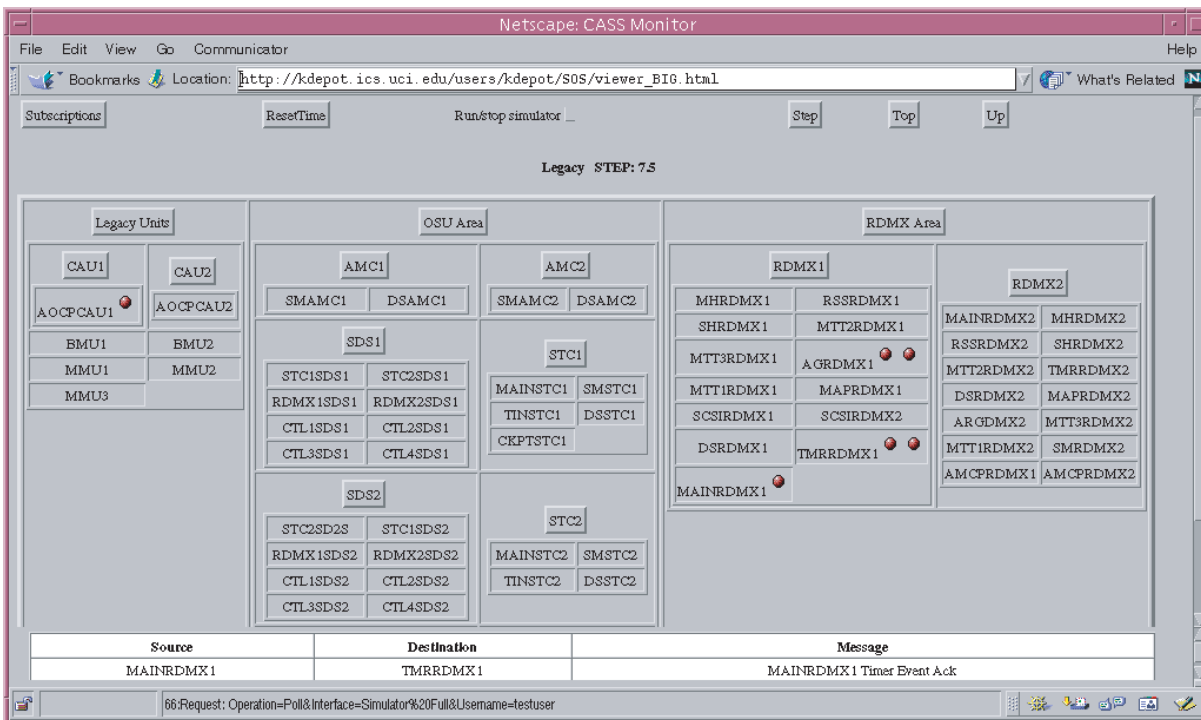 Netscape: CASS Monitor
File Edit View Go Communicator Help
Bookmarks Location: http://kdepot.ics.uci.edu/users/kdepot/SOS/viewer_BIG.html What's Related N
Subscriptions ResetTime Run/stop simulator Step Top Up
Legacy STEP: 7.5
Legacy Units
CAU1
AOCPCAU1
BMU1
MMU1
MMU3
CAU2
AOCPCAU2
BMU2
MMU2
OSU Area
AMC1
SMAMC1 DSAMC1
AMC2
SMAMC2 DSAMC2
SDS1
STC1SDS1 STC2SDS1
RDMX1SDS1 RDMX2SDS1
CTL1SDS1 CTL2SDS1
CTL3SDS1 CTL4SDS1
STC1
MAINSTC1 SMSTC1
TINSTC1 DSSTC1
CKPTSTC1
SDS2
STC2SD2S STC1SDS2
RDMX1SDS2 RDMX2SDS2
CTL1SDS2 CTL2SDS2
CTL3SDS2 CTL4SDS2
STC2
MAINSTC2 SMSTC2
TINSTC2 DSSTC2
RDMX Area
RDMX1
MHRDMX1 RSSRDMX1
SHRDMX1 MTT2RDMX1
MTT3RDMX1 AGRDMX1
MTT1RDMX1 MAPRDMX1
SCSIRDMX1 SCSIRDMX2
DSRDMX1 TMRRDMX1
MAINRDMX1
RDMX2
MAINRDMX2 MHRDMX2
RSSRDMX2 SHRDMX2
MTT2RDMX2 TMRRDMX2
DSRDMX2 MAPRDMX2
ARGDMX2 MTT3RDMX2
MTT1RDMX2 SMRDMX2
AMCPRDMX1 AMCPRDMX2
Source Destination Message
MAINRDMX1 TMRRDMX1 MAINRDMX1 Timer Event Ack
66:Request: Operation=Poll&Interface=Simulator%20Full&Username=testuser